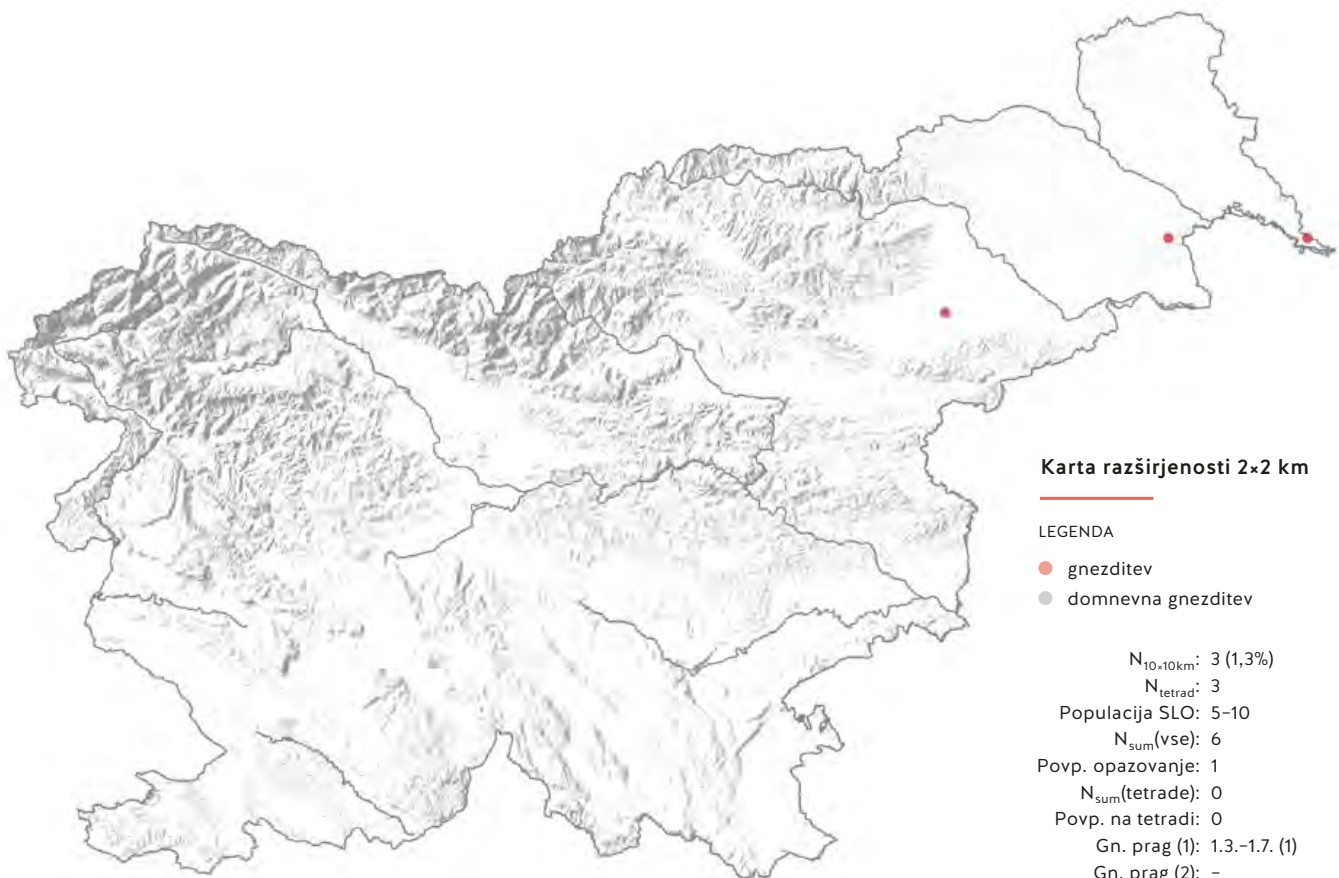 Karta razširjenosti 2×2 km
LEGENDA
gnezditev
domnevna gnezditev
N10×10km: 3 (1,3%)
Ntetrad: 3
Populacija SLO: 5–10
Nsum(vse): 6
Povp. opazovanje: 1
Nsum(tetrade): 0
Povp. na tetradi: 0
Gn. prag (1): 1.3.–1.7. (1)
Gn. prag (2): –